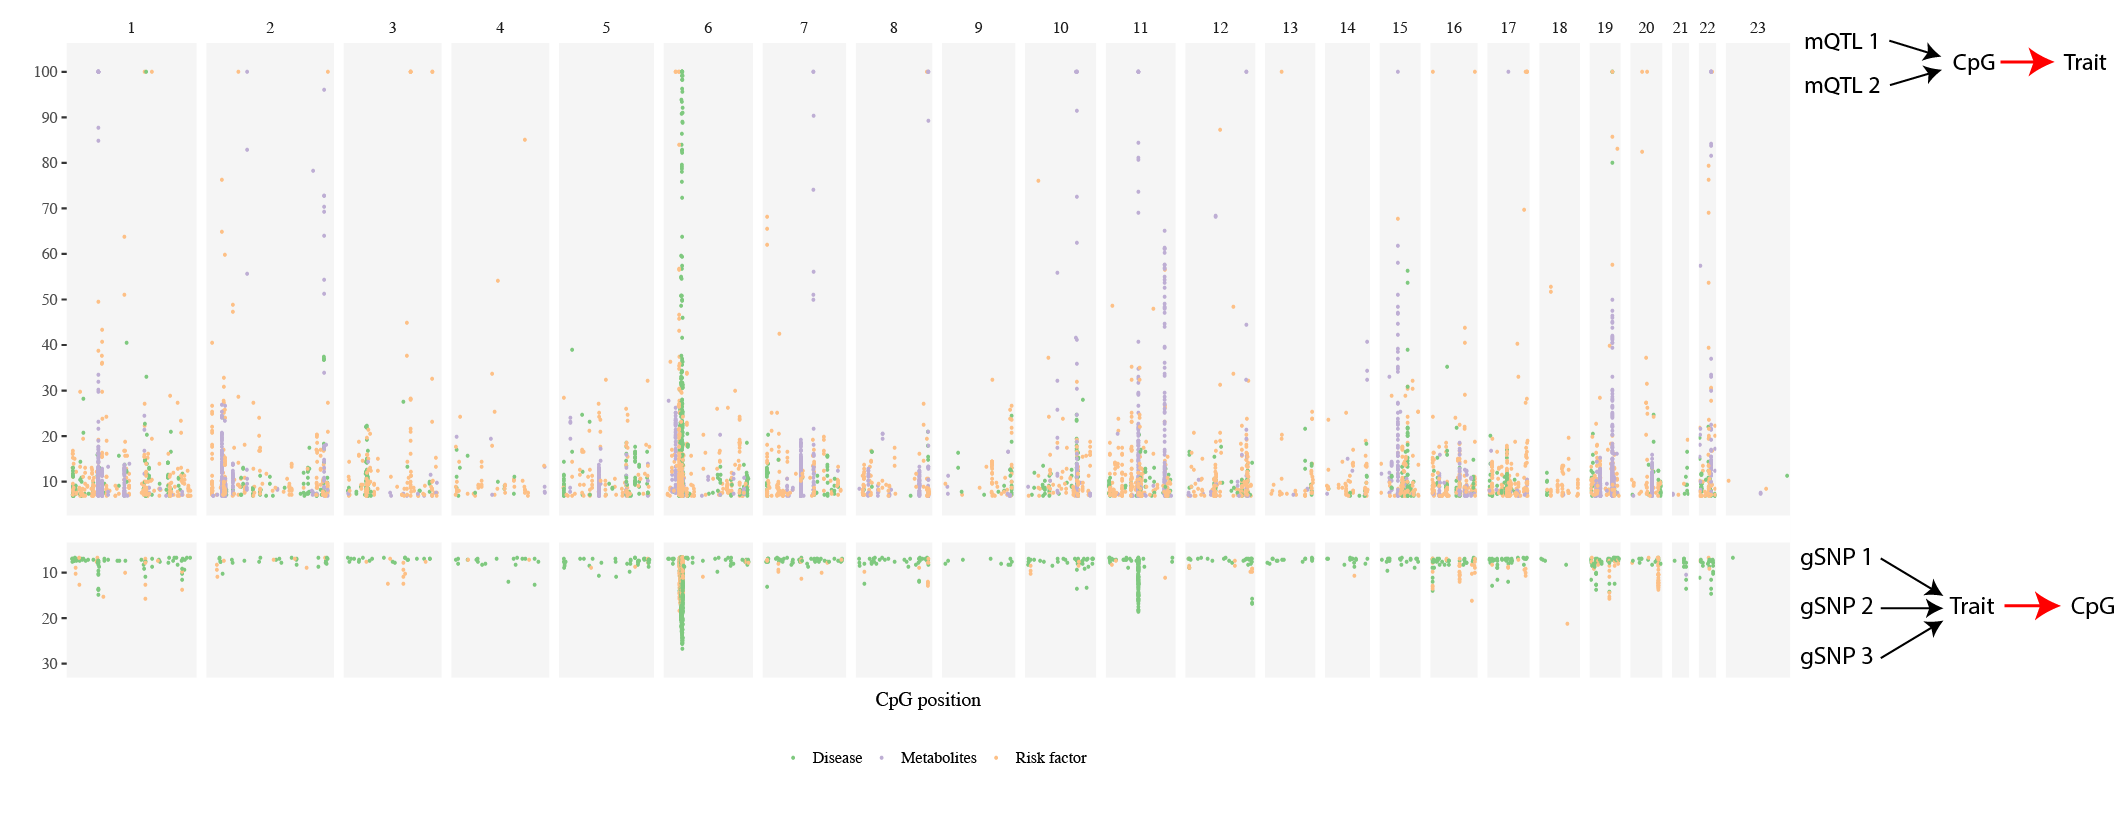 1 2 3 4 5 6 7 8 9 10 11 12 13 14 15 16 17 18 19 20 21 22 23
100
90
80
70
60
50
40
30
20
10
mQTL 1
mQTL 2
CpG
Trait
10
20
30
gSNP 1
gSNP 2
gSNP 3
Trait
CpG
CpG position
Disease Metabolites Risk factor